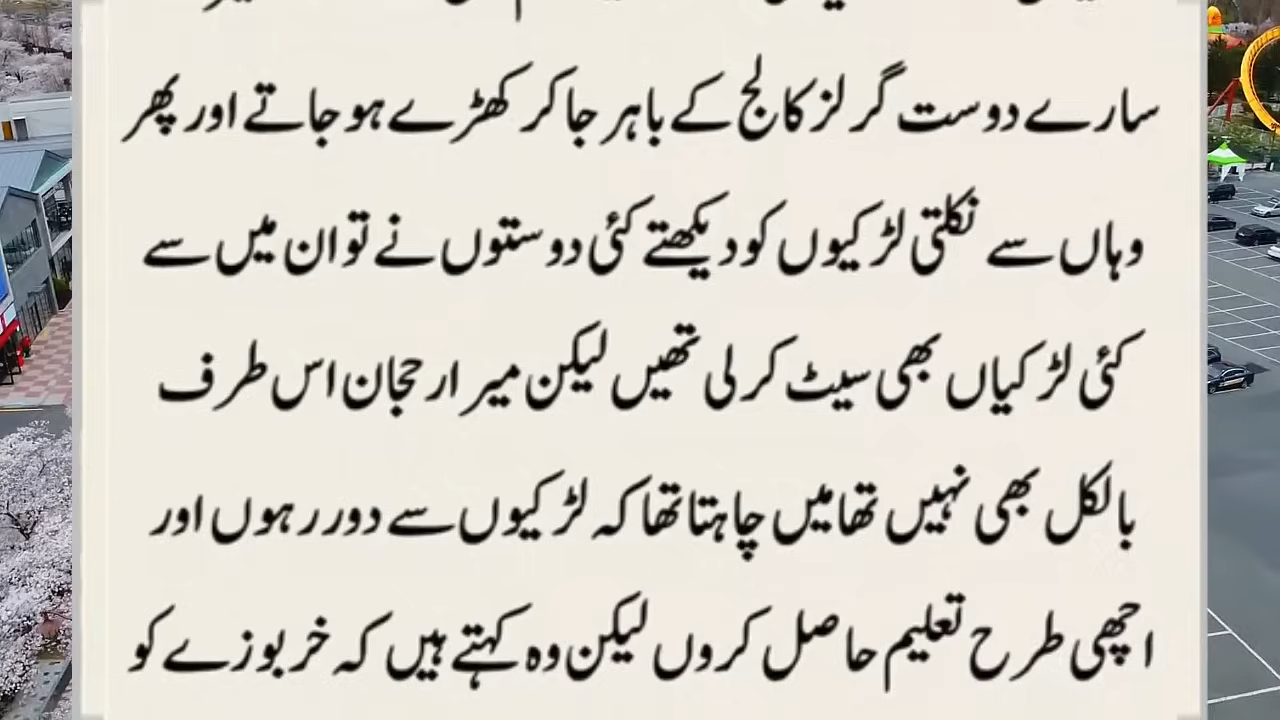 سارے دوست گرلز کالج کے باہر جا کر کھڑے ہو جاتے اور پھر
وہاں سے نکلتی لڑکیوں کو دیکھتے کئی دوستوں نے تو ان میں سے
کئی لڑکیاں بھی سیٹ کر لی تھیں لیکن میرا رحجان اس طرف
بالکل بھی نہیں تھا میں چاہتا تھا کہ لڑکیوں سے دور رہوں اور
اچھی طرح تعلیم حاصل کروں لیکن وہ کہتے ہیں کہ خربوزے کو